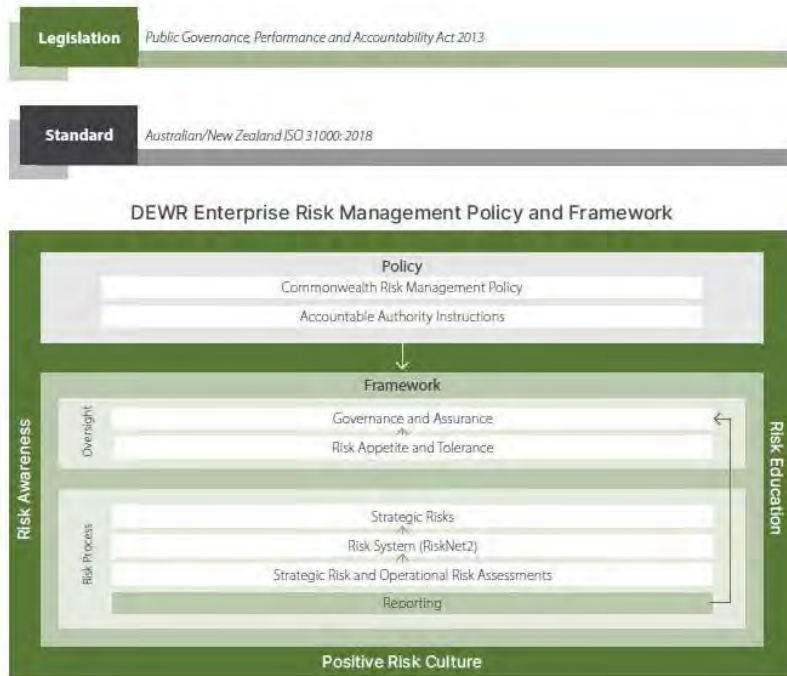 Legislation
Public Governance, Performance and Accountability Act 2013
Standard
Australian/New Zealand ISO 31000: 2018
DEWR Enterprise Risk Management Policy and Framework
Policy
Commonwealth Risk Management Policy
Accountable Authority Instructions
Framework
Oversight
Governance and Assurance
Risk Appetite and Tolerance
Risk Awareness
Risk Education
Risk Process
Strategic Risks
Risk System (RiskNet2)
Strategic Risk and Operational Risk Assessments
Reporting
Positive Risk Culture